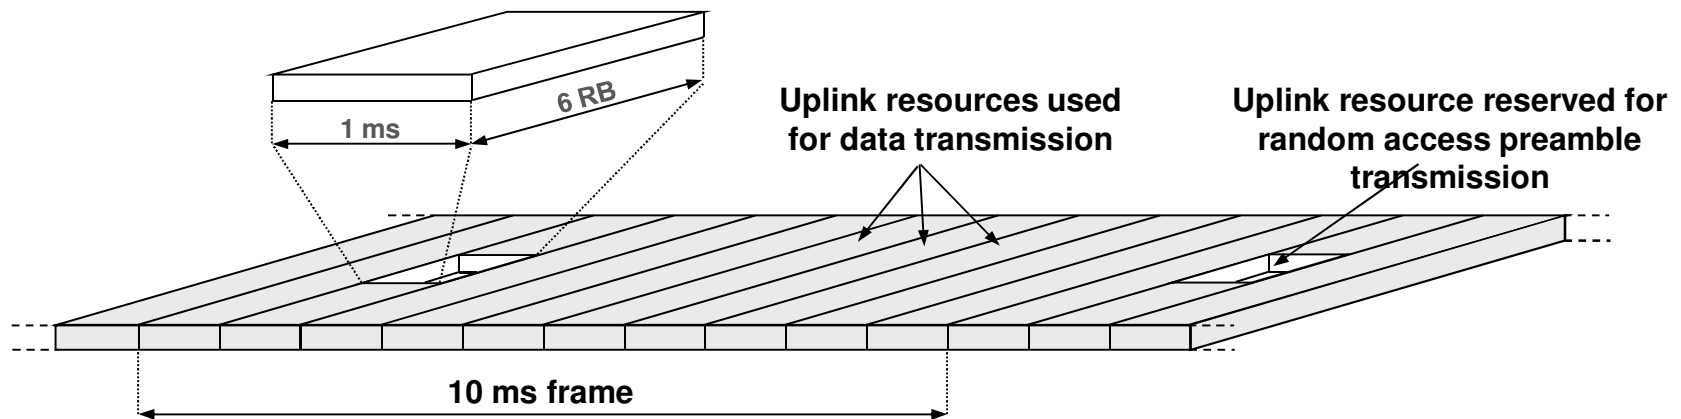 6 RB
1 ms
Uplink resources used
for data transmission
Uplink resource reserved for
random access preamble
transmission
10 ms frame